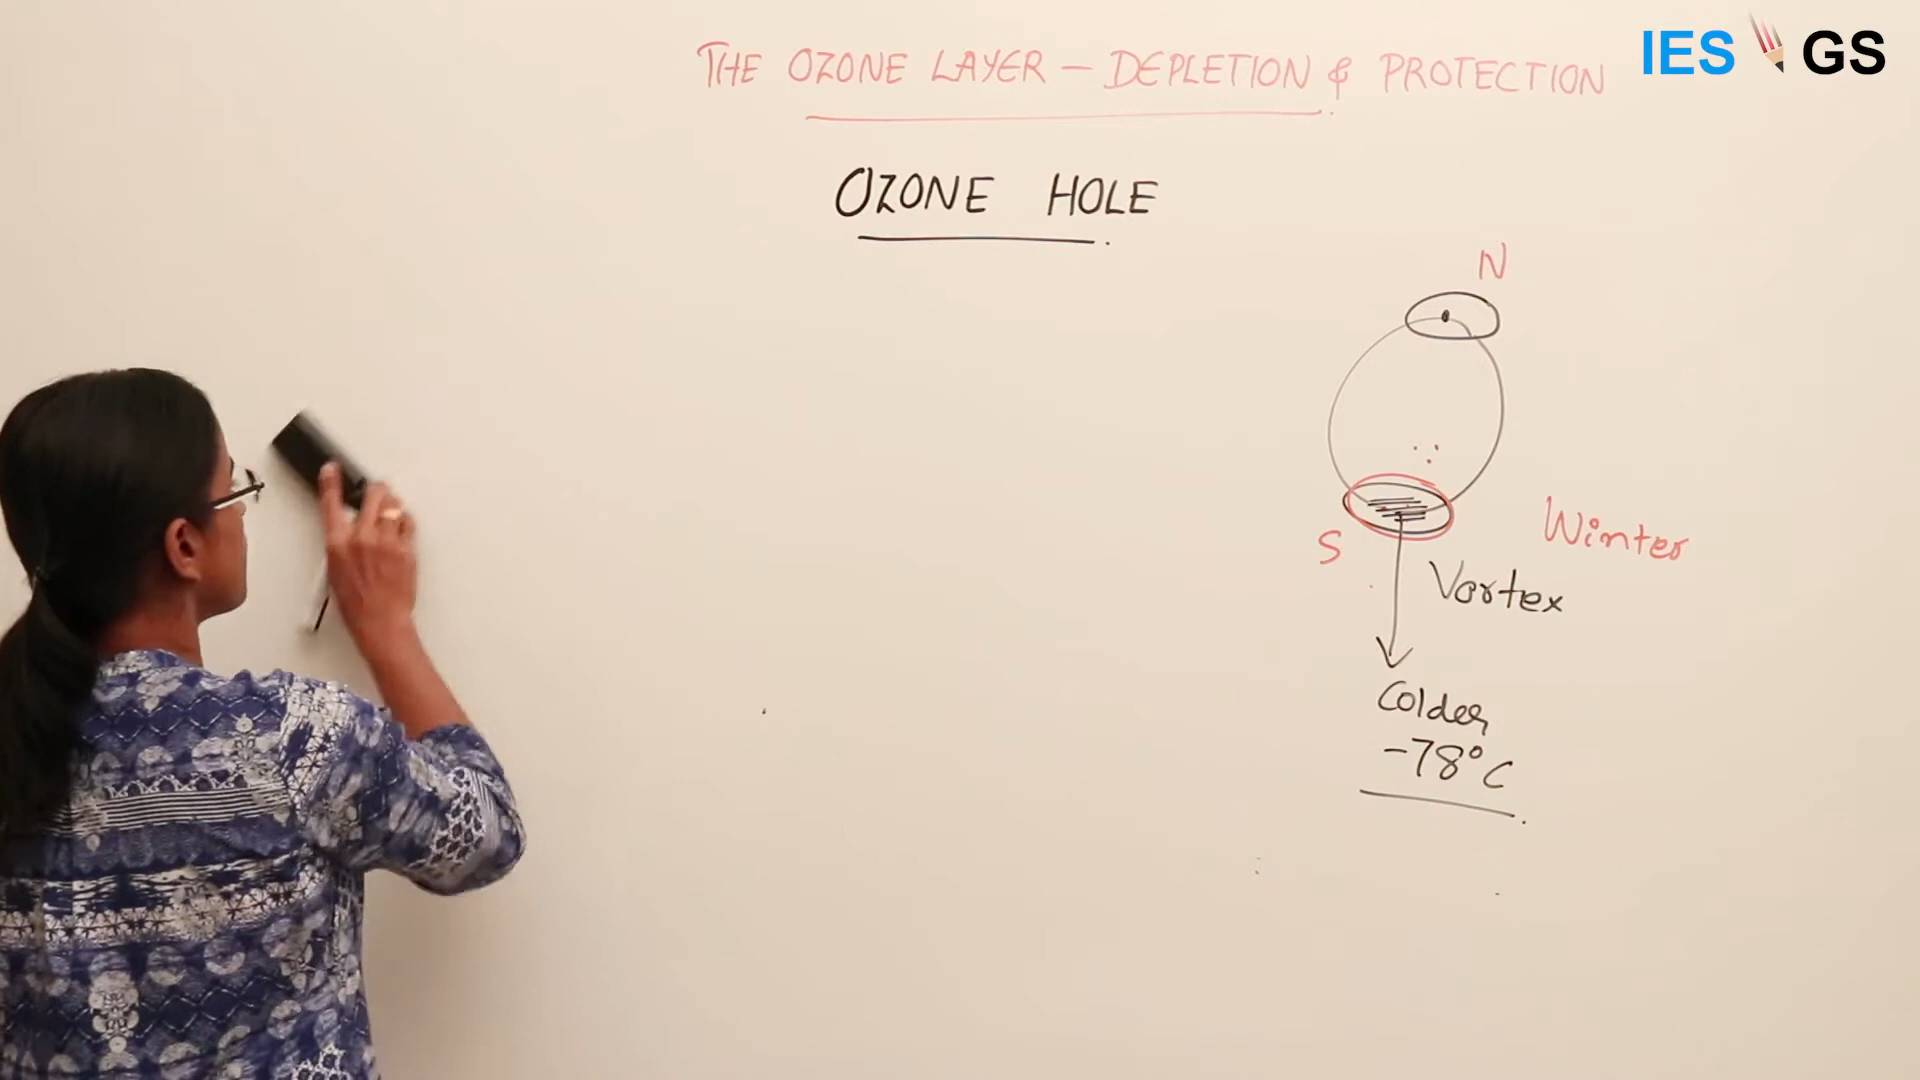 IES GS
THE OZONE LAYER – DEPLETION & PROTECTION
OZONE HOLE
N
S
Winter
Vortex
Colder
-78°C